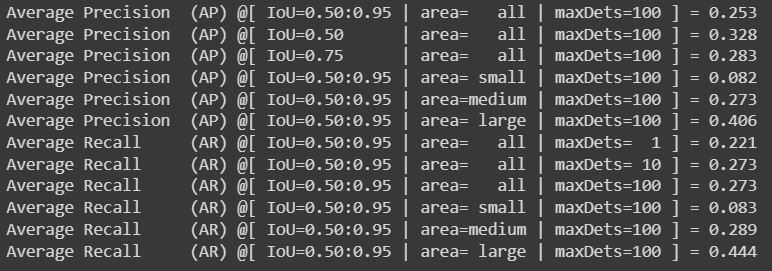 Average Precision  (AP) @[ IoU=0.50:0.95 | area=   all | maxDets=100 ] = 0.253
Average Precision  (AP) @[ IoU=0.50      | area=   all | maxDets=100 ] = 0.328
Average Precision  (AP) @[ IoU=0.75      | area=   all | maxDets=100 ] = 0.283
Average Precision  (AP) @[ IoU=0.50:0.95 | area= small | maxDets=100 ] = 0.082
Average Precision  (AP) @[ IoU=0.50:0.95 | area=medium | maxDets=100 ] = 0.273
Average Precision  (AP) @[ IoU=0.50:0.95 | area= large | maxDets=100 ] = 0.406
Average Recall     (AR) @[ IoU=0.50:0.95 | area=   all | maxDets=  1 ] = 0.221
Average Recall     (AR) @[ IoU=0.50:0.95 | area=   all | maxDets= 10 ] = 0.273
Average Recall     (AR) @[ IoU=0.50:0.95 | area=   all | maxDets=100 ] = 0.273
Average Recall     (AR) @[ IoU=0.50:0.95 | area= small | maxDets=100 ] = 0.083
Average Recall     (AR) @[ IoU=0.50:0.95 | area=medium | maxDets=100 ] = 0.289
Average Recall     (AR) @[ IoU=0.50:0.95 | area= large | maxDets=100 ] = 0.444